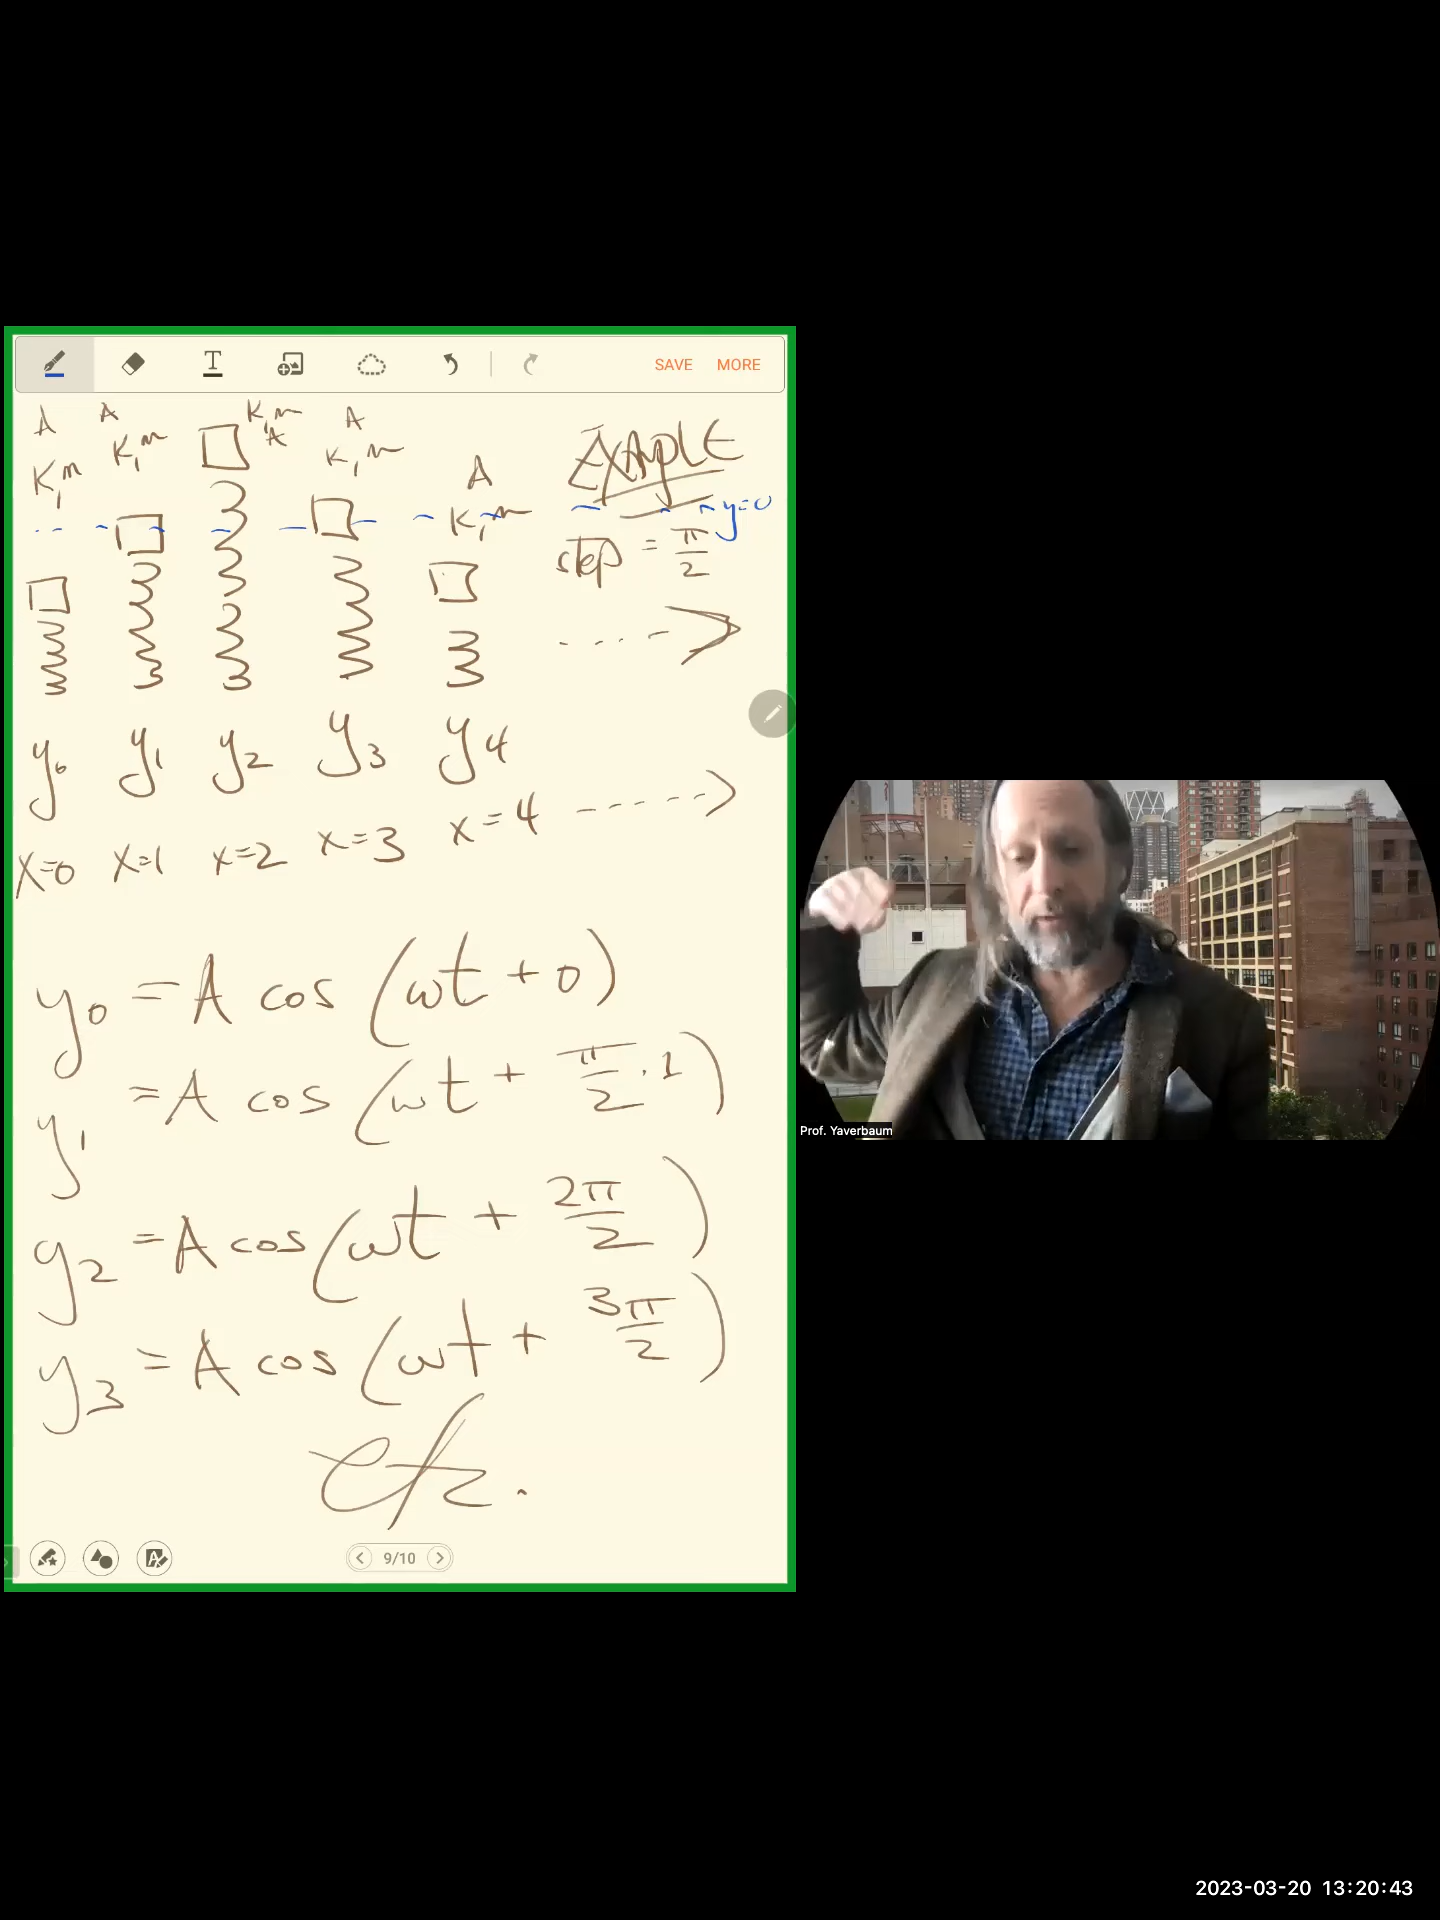 SAVE MORE
A A K,m A
K,m K,m A K,m A
K,m
EXAPLE
y=0
step = π/2
y₀ y₁ y₂ y₃ y₄
x=0 x=1 x=2 x=3 x=4 ---->
y₀ = A cos (ωt + 0)
y₁ = A cos (ωt + π/2 · 1)
y₂ = A cos (ωt + 2π/2)
y₃ = A cos (ωt + 3π/2)
etc.
9/10
Prof. Yaverbaum
2023-03-20 13:20:43